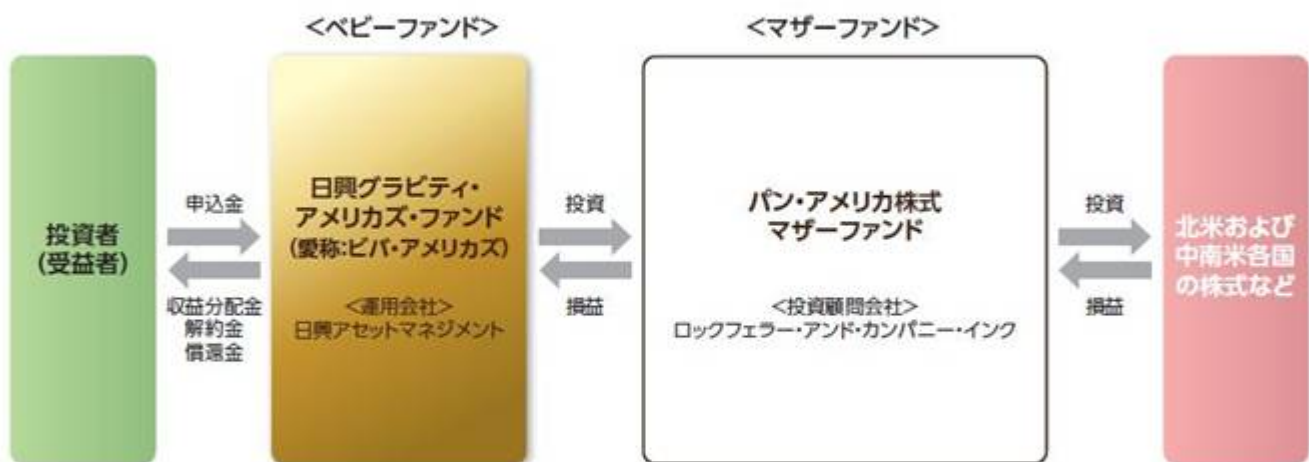 <ベビーファンド>
<マザーファンド>
投資者
(受益者)
申込金
収益分配金
解約金
償還金
日興グラビティ・
アメリカズ・ファンド
(愛称:ビバ・アメリカズ)
<運用会社>
日興アセットマネジメント
投資
損益
パン・アメリカ株式
マザーファンド
<投資顧問会社>
ロックフェラー・アンド・カンパニー・インク
投資
損益
北米および
中南米各国
の株式など